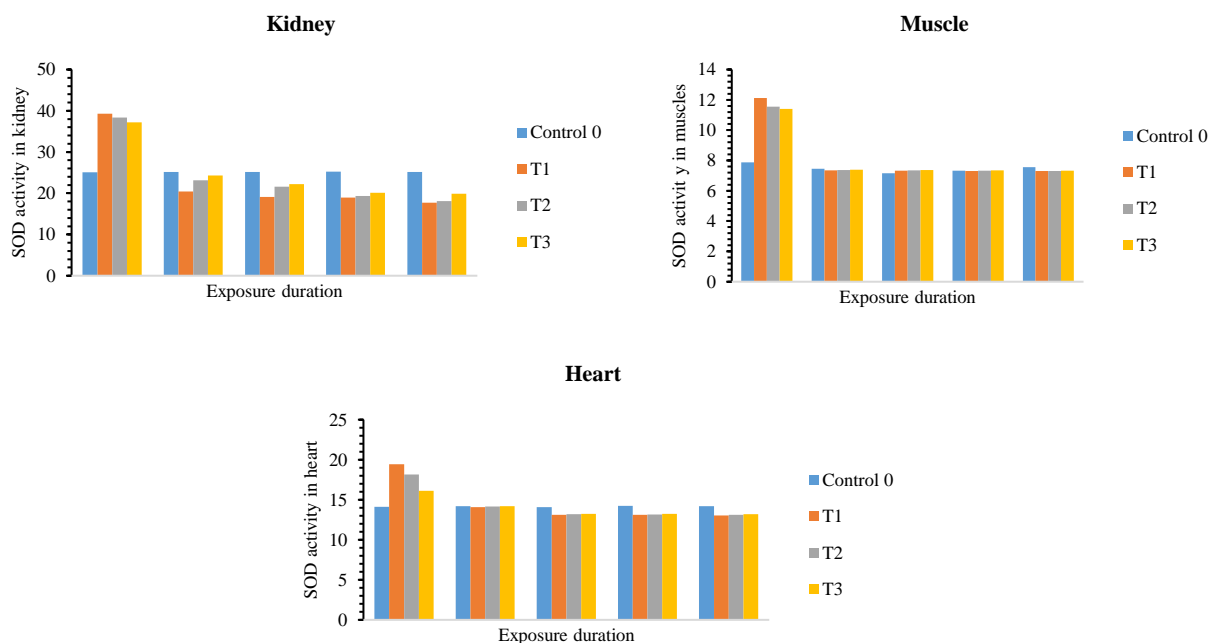 Kidney
50
40
30
20
10
0
SOD activity in kidney
Exposure duration
Control 0
T1
T2
T3
Muscle
14
12
10
8
6
4
2
0
SOD activit y in muscles
Exposure duration
Control 0
T1
T2
T3
Heart
25
20
15
10
5
0
SOD activity in heart
Exposure duration
Control 0
T1
T2
T3